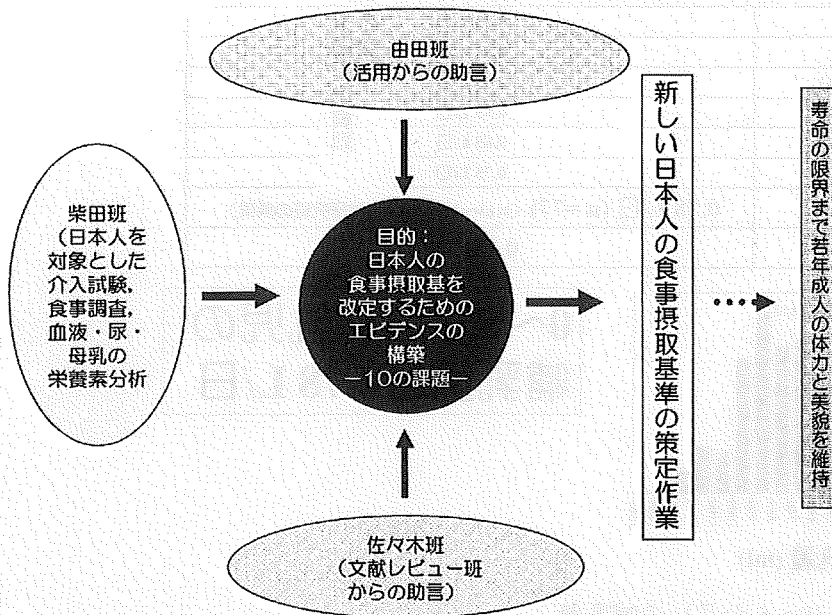 由田班
(活用からの助言)
柴田班
(日本人を
対象とした
介入試験,
食事調査,
血液・尿・
母乳の
栄養素分析
目的:
日本人の
食事摂取基を
改定するための
エビデンスの
構築
―10の課題―
佐々木班
(文献レビュー班
からの助言)
新しい日本人の食事摂取基準の策定作業
寿命の限界まで若年成人の体力と美貌を維持